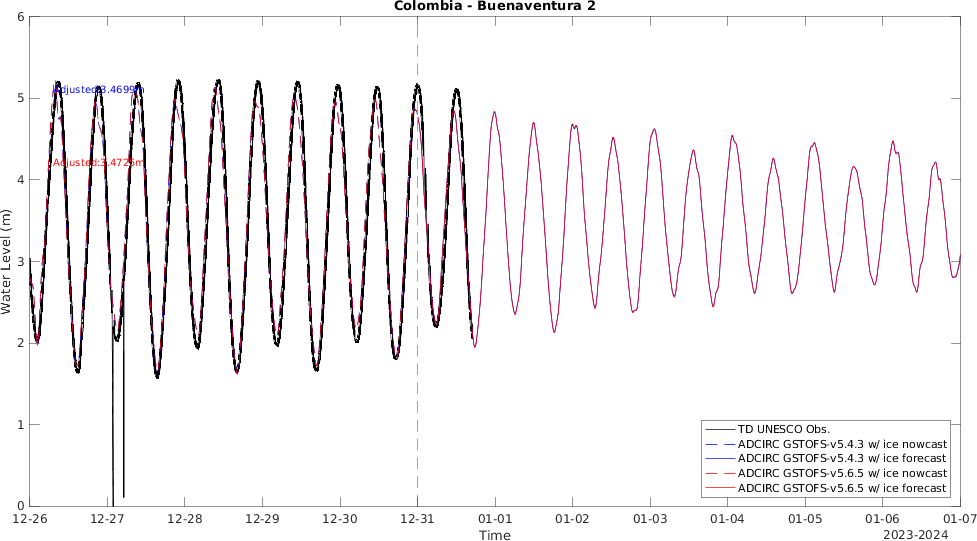 Colombia - Buenaventura 2
6
5
4
3
2
1
0
Water Level (m)
Adjusted:3.4699m
Adjusted:3.4725m
TD UNESCO Obs.
ADCIRC GSTOFS-v5.4.3 w/ ice nowcast
ADCIRC GSTOFS-v5.4.3 w/ ice forecast
ADCIRC GSTOFS-v5.6.5 w/ ice nowcast
ADCIRC GSTOFS-v5.6.5 w/ ice forecast
12-26 12-27 12-28 12-29 12-30 12-31 01-01 01-02 01-03 01-04 01-05 01-06 01-07
Time
2023-2024